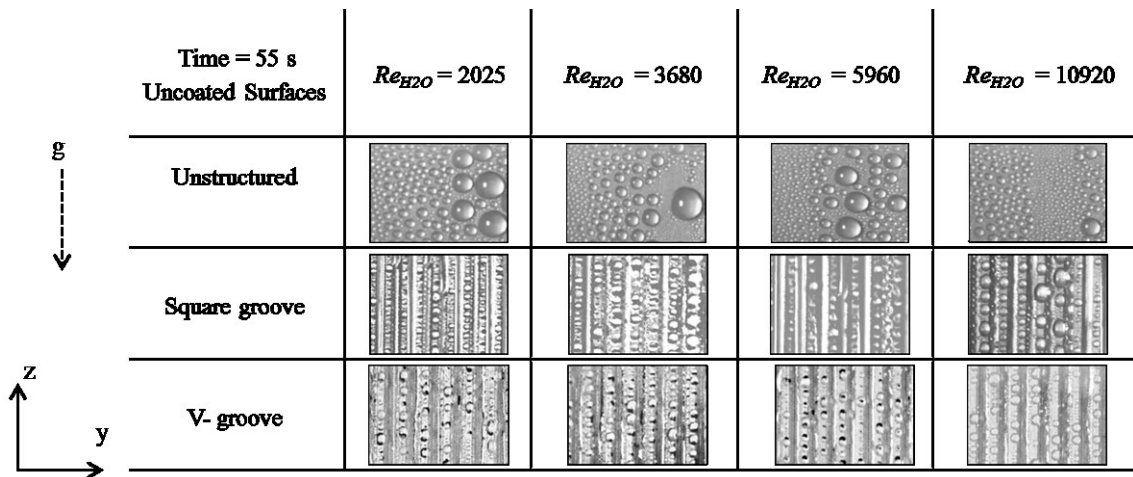 Time = 55 s
Uncoated Surfaces
Re_H2O = 2025
Re_H2O = 3680
Re_H2O = 5960
Re_H2O = 10920
g
Unstructured
Square groove
z
y
V- groove